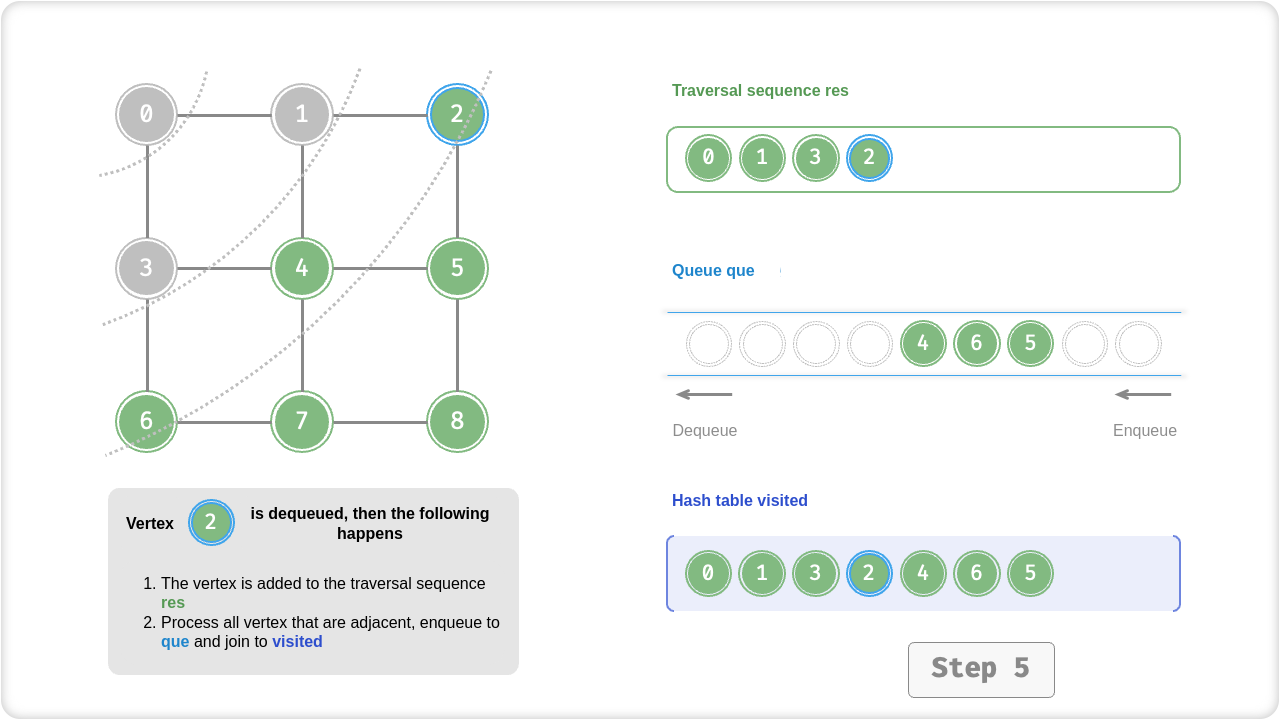 0 1 2
3 4 5
6 7 8
Vertex 2 is dequeued, then the following
happens
1. The vertex is added to the traversal sequence
res
2. Process all vertex that are adjacent, enqueue to
que and join to visited
Traversal sequence res
0 1 3 2
Queue que
4 6 5
Dequeue Enqueue
Hash table visited
0 1 3 2 4 6 5
Step 5